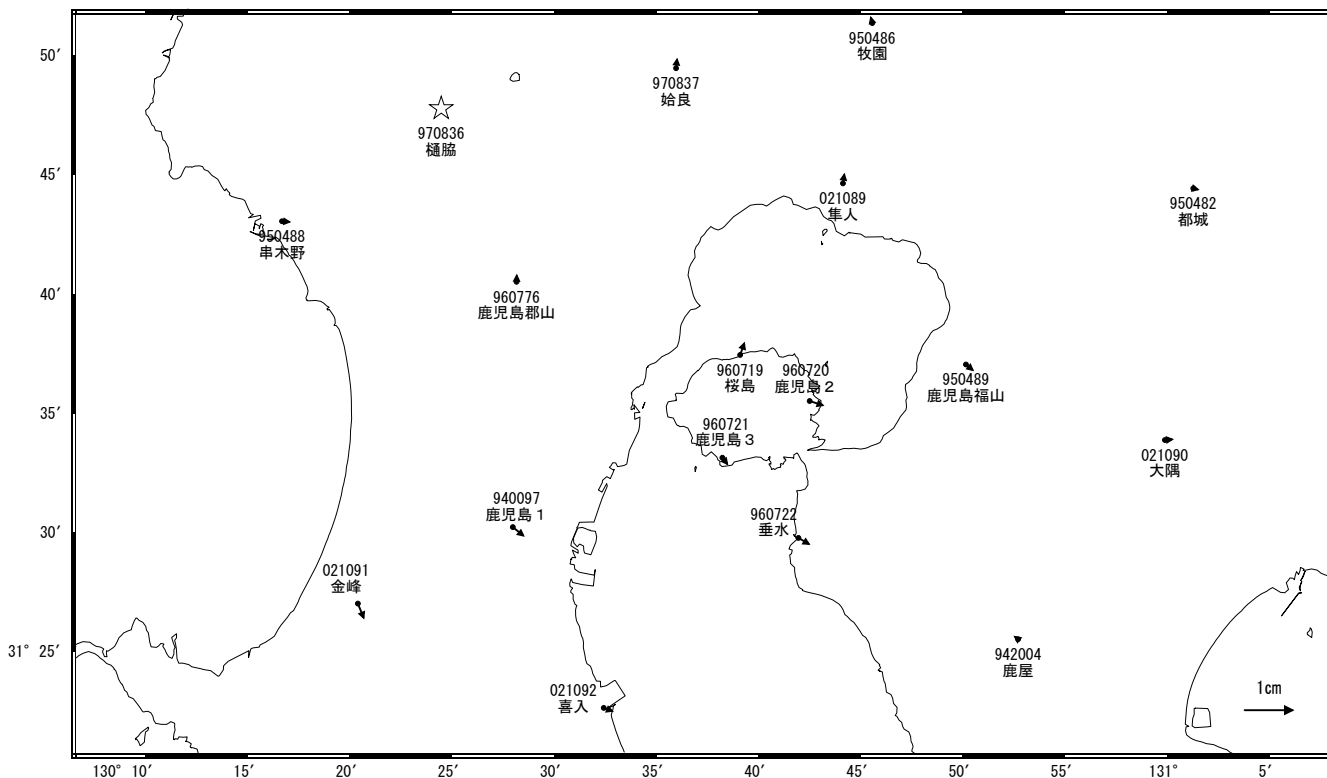 950486
牧園
50′
970837
姶良
970836
樋脇
45′
021089
隼人
950482
都城
950488
串木野
40′
960776
鹿児島郡山
960719
桜島
960720
鹿児島２
950489
鹿児島福山
35′
960721
鹿児島３
021090
大隅
940097
鹿児島１
960722
垂水
30′
021091
金峰
31° 25′
942004
鹿屋
021092
喜入
1cm
130° 10′ 15′ 20′ 25′ 30′ 35′ 40′ 45′ 50′ 55′ 131° 5′